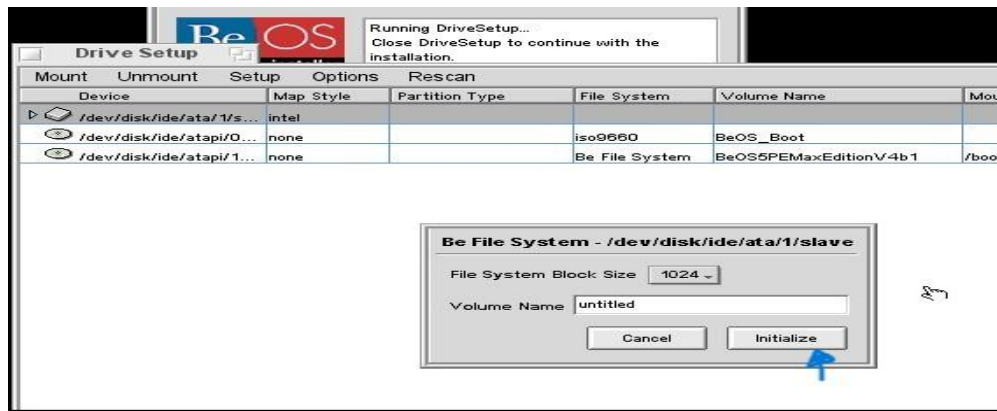 BeOS
Running DriveSetup...
Close DriveSetup to continue with the
installation.
Drive Setup
Mount Unmount Setup Options Rescan
Device Map Style Partition Type File System Volume Name Mou
/dev/disk/ide/ata/1/s... intel
/dev/disk/ide/atapi/0... none iso9660 BeOS_Boot
/dev/disk/ide/atapi/1... none Be File System BeOS5PEMaxEditionV4b1 /boo
Be File System - /dev/disk/ide/ata/1/slave
File System Block Size 1024
Volume Name untitled
Cancel Initialize